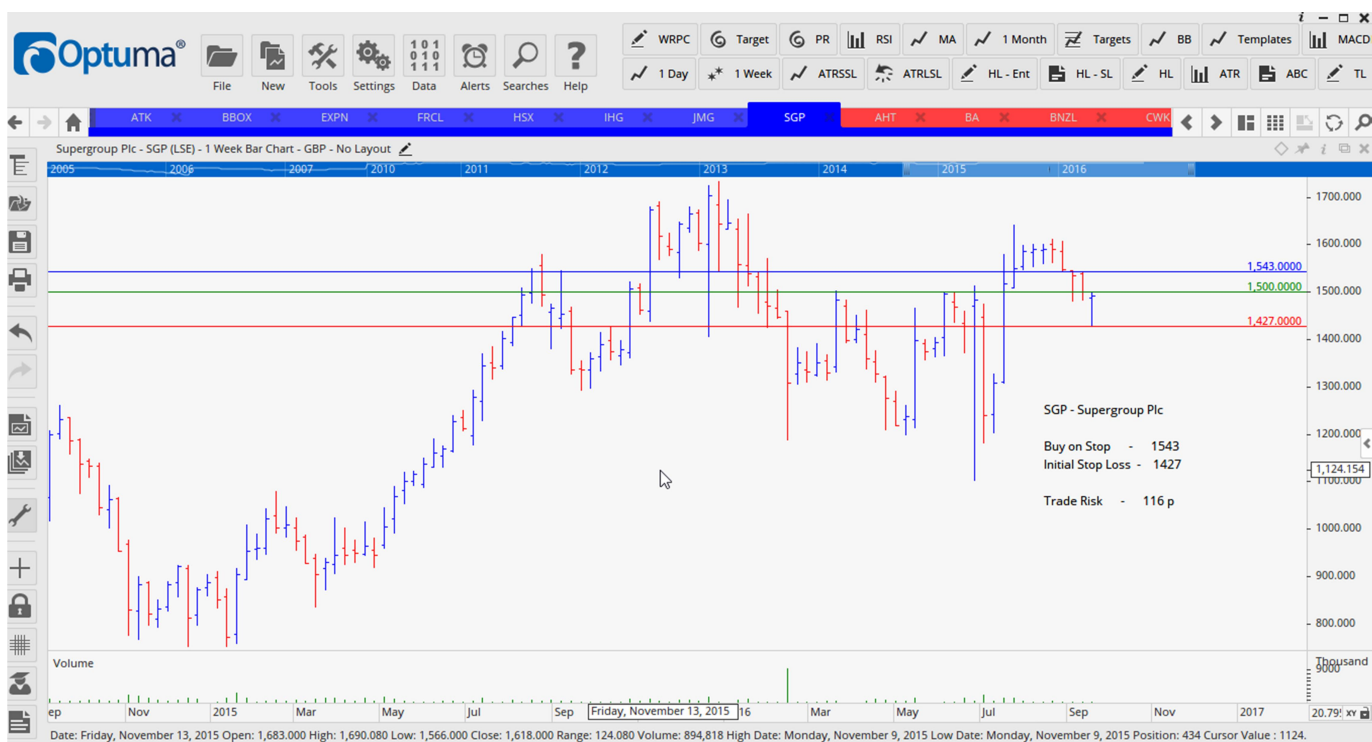 i
Optuma®
File
New
Tools
Settings
101
010
111
Data
Alerts
Searches
?
Help
WRPC
Target
PR
RSI
MA
1 Month
Targets
BB
Templates
MACD
1 Day
1 Week
ATRSSL
ATRLSL
HL - Ent
HL - SL
HL
ATR
ABC
TL
ATK
BBOX
EXPN
FRCL
HSX
IHG
JMG
SGP
AHT
BA
BNZL
CWK
Supergroup Plc - SGP (LSE) - 1 Week Bar Chart - GBP - No Layout
i
2005
2006
2007
2010
2011
2012
2013
2014
2015
2016
1700.000
1600.000
1,543.0000
1,500.0000
1500.000
1,427.0000
1400.000
1300.000
SGP - Supergroup Plc
1200.000
Buy on Stop - 1543
Initial Stop Loss - 1427
1,124.154
1100.000
Trade Risk - 116 p
1000.000
900.000
800.000
Volume
Thousand
9000
ep
Nov
2015
Mar
May
Jul
Sep
Friday, November 13, 2015
16
Mar
May
Jul
Sep
Nov
2017
20.79
XY
Date: Friday, November 13, 2015 Open: 1,683.000 High: 1,690.080 Low: 1,566.000 Close: 1,618.000 Range: 124.080 Volume: 894,818 High Date: Monday, November 9, 2015 Low Date: Monday, November 9, 2015 Position: 434 Cursor Value : 1124.